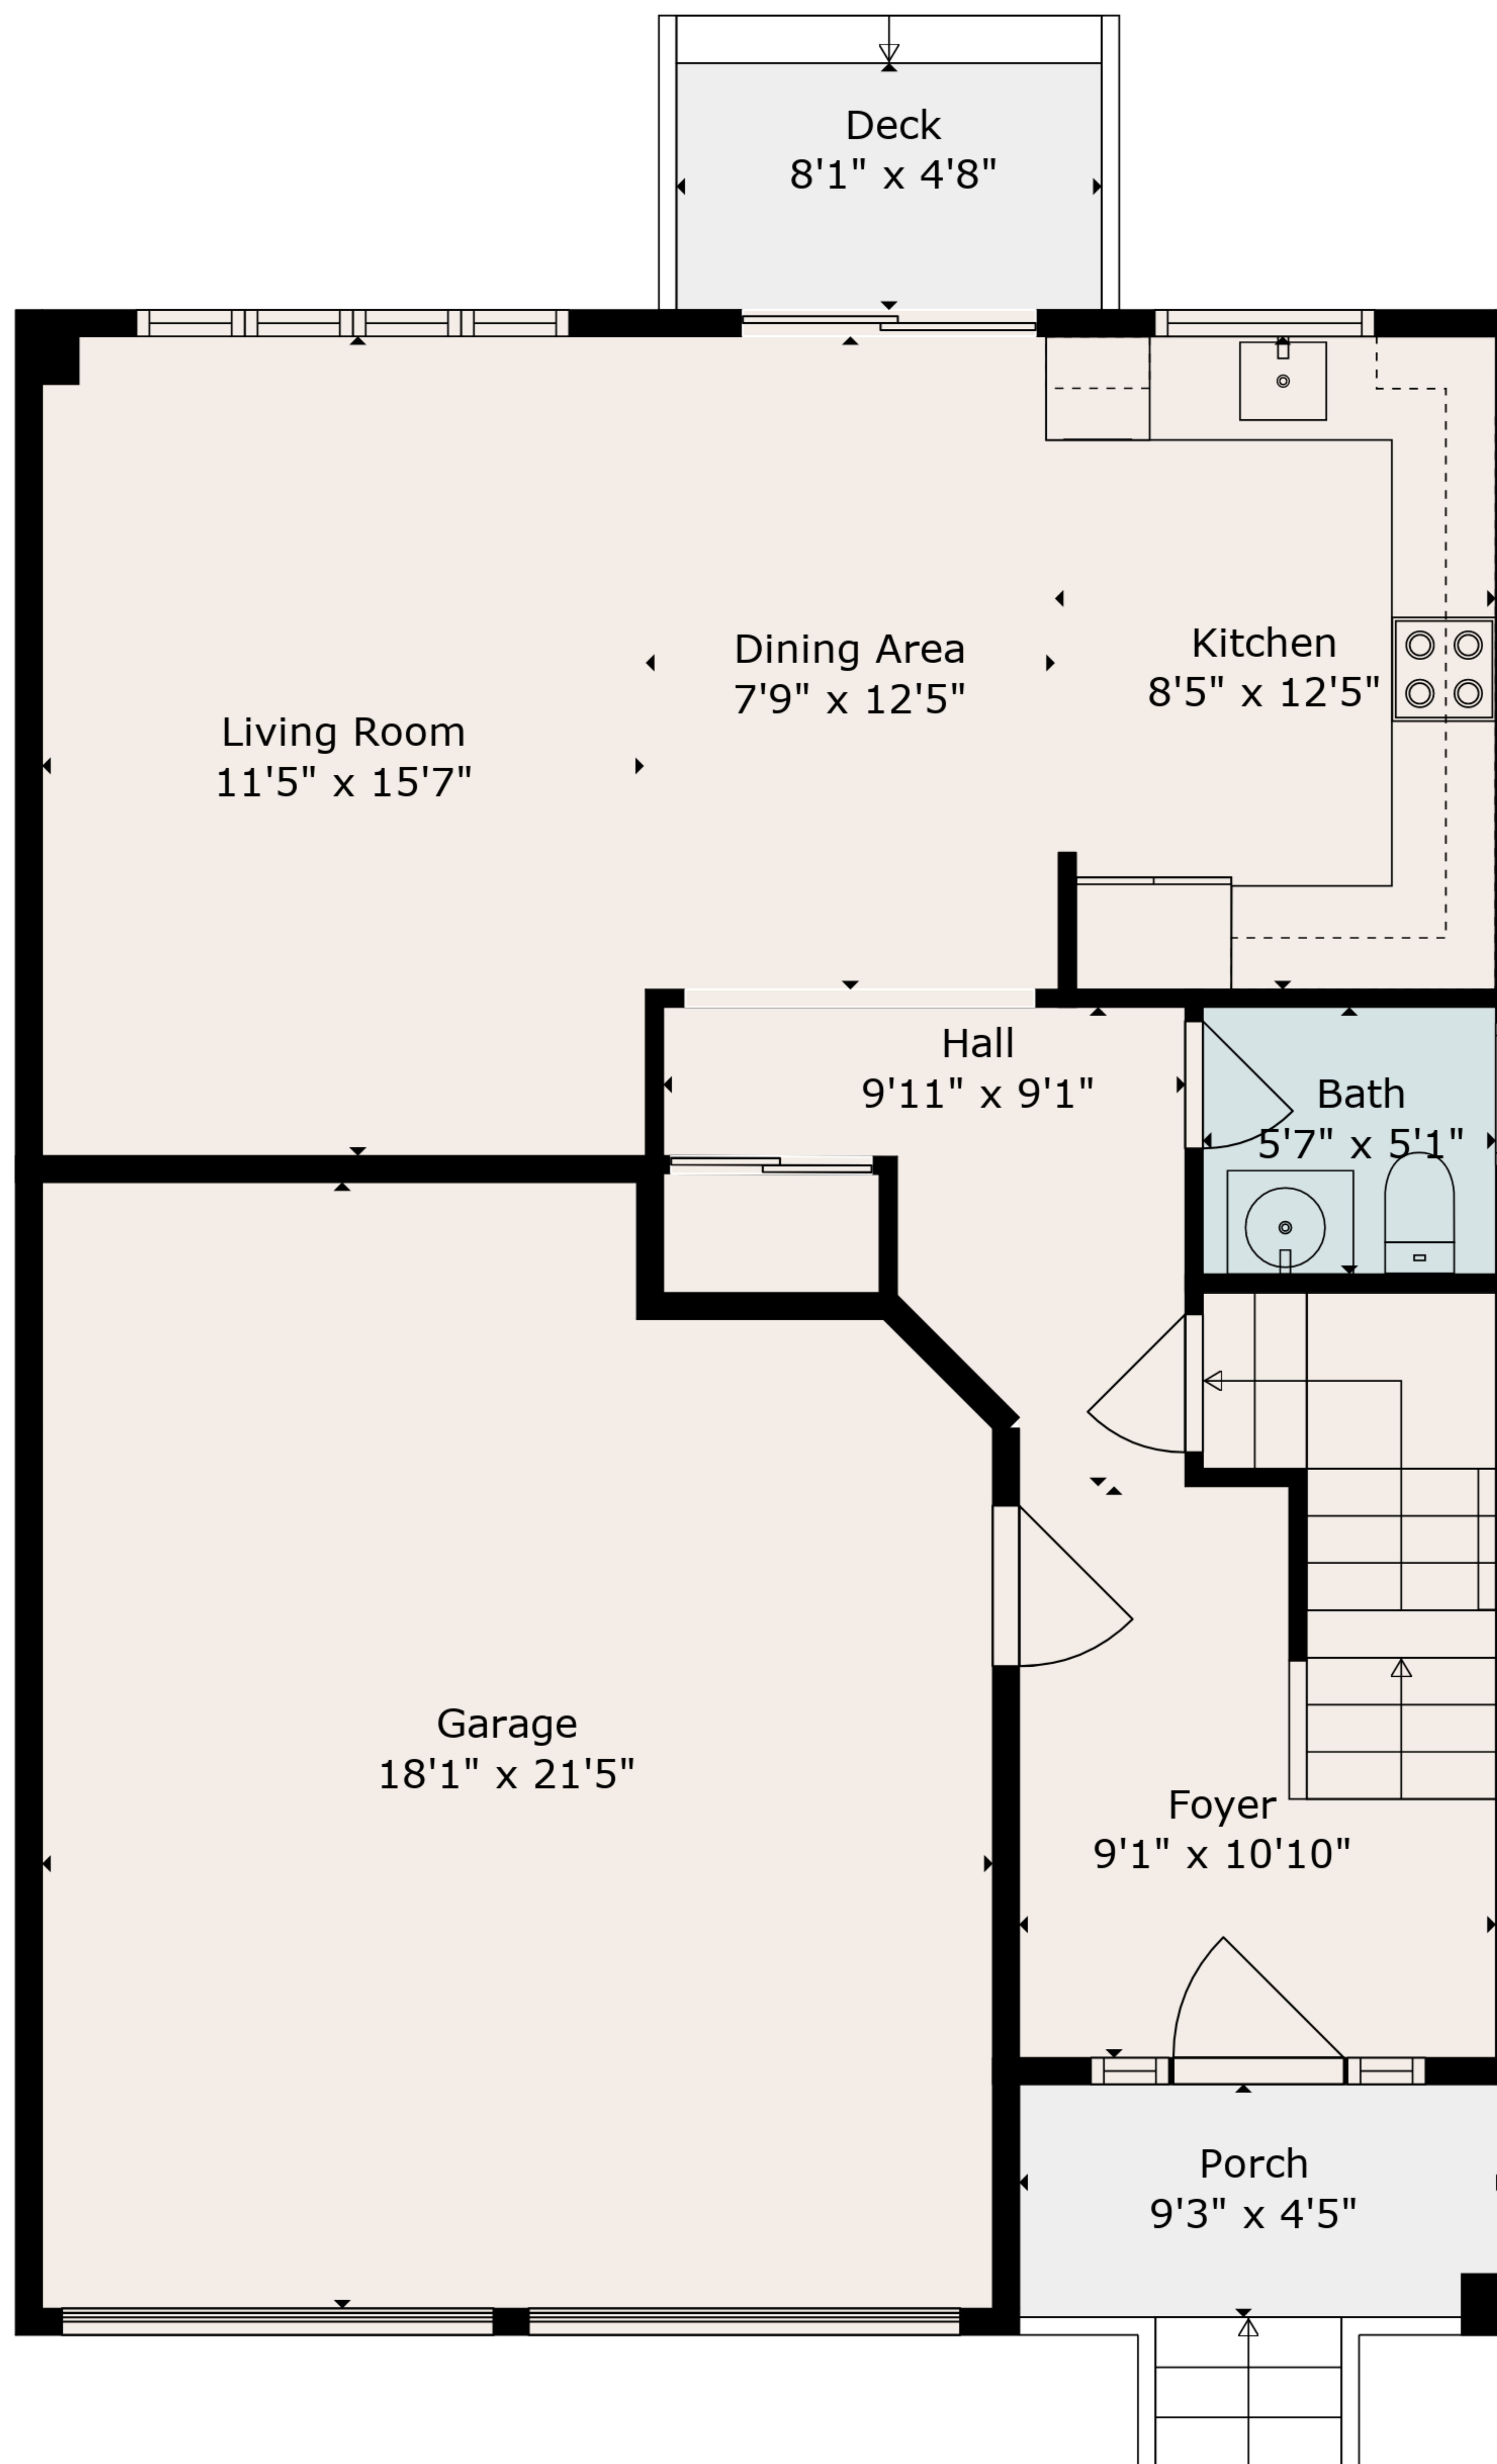 Deck
8'1" x 4'8"
Dining Area
7'9" x 12'5"
Kitchen
8'5" x 12'5"
Living Room
11'5" x 15'7"
Hall
9'11" x 9'1"
Bath
5'7" x 5'1"
Garage
18'1" x 21'5"
Foyer
9'1" x 10'10"
Porch
9'3" x 4'5"